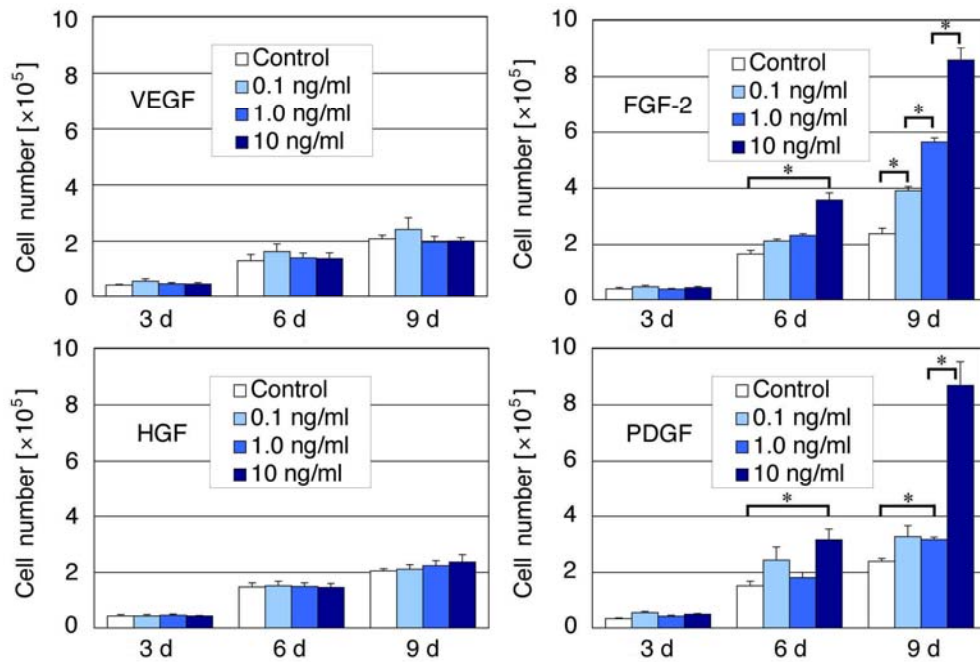 Cell number [×10⁵]
10
8
6
4
2
0
VEGF
Control
0.1 ng/ml
1.0 ng/ml
10 ng/ml
3 d 6 d 9 d
Cell number [×10⁵]
10
8
6
4
2
0
FGF-2
Control
0.1 ng/ml
1.0 ng/ml
10 ng/ml
*
*
*
*
3 d 6 d 9 d
Cell number [×10⁵]
10
8
6
4
2
0
HGF
Control
0.1 ng/ml
1.0 ng/ml
10 ng/ml
3 d 6 d 9 d
Cell number [×10⁵]
10
8
6
4
2
0
PDGF
Control
0.1 ng/ml
1.0 ng/ml
10 ng/ml
*
*
*
3 d 6 d 9 d